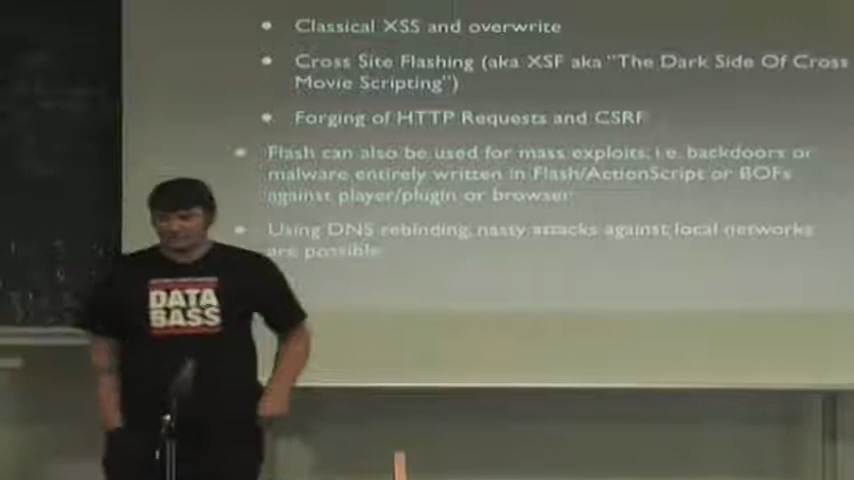 Classical XSS and overwrite
Cross Site Flashing (aka XSF aka "The Dark Side Of Cross
Movie Scripting")
Forging of HTTP Requests and CSRF
Flash can also be used for mass exploits, i.e. backdoors or
malware entirely written in Flash/ActionScript or BOFs
against player/plugin or browser
Using DNS rebinding, nasty attacks against local networks
are possible
DATA
BASS